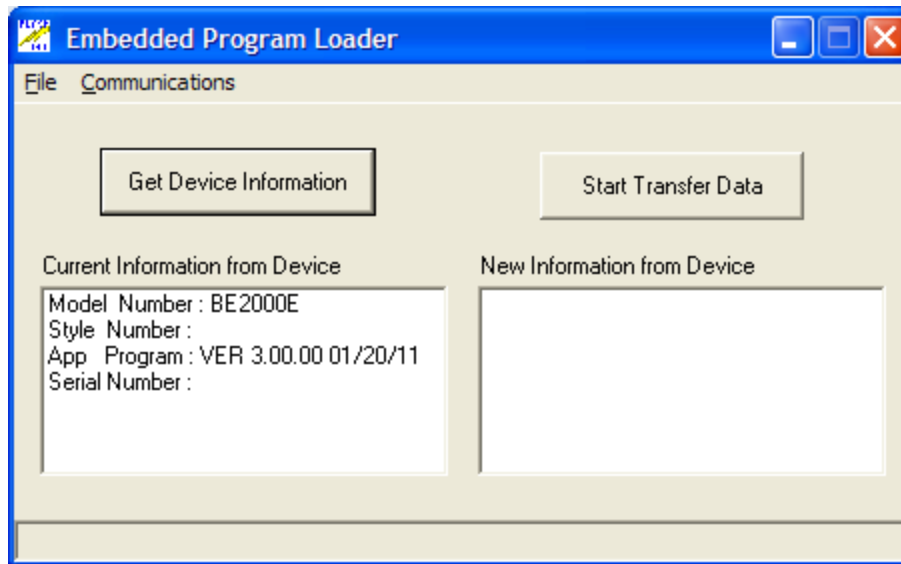 Embedded Program Loader
File Communications
Get Device Information
Start Transfer Data
Current Information from Device
Model Number : BE2000E
Style Number :
App Program : VER 3.00.00 01/20/11
Serial Number :
New Information from Device